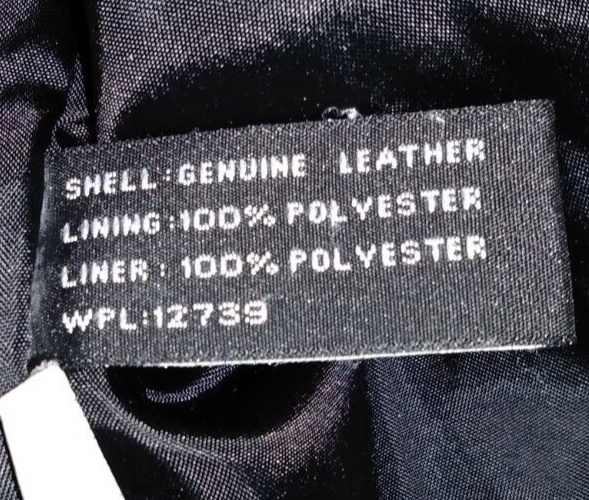 SHELL:GENUINE LEATHER
LINING:100% POLYESTER
LINER: 100% POLYESTER
WPL:12739